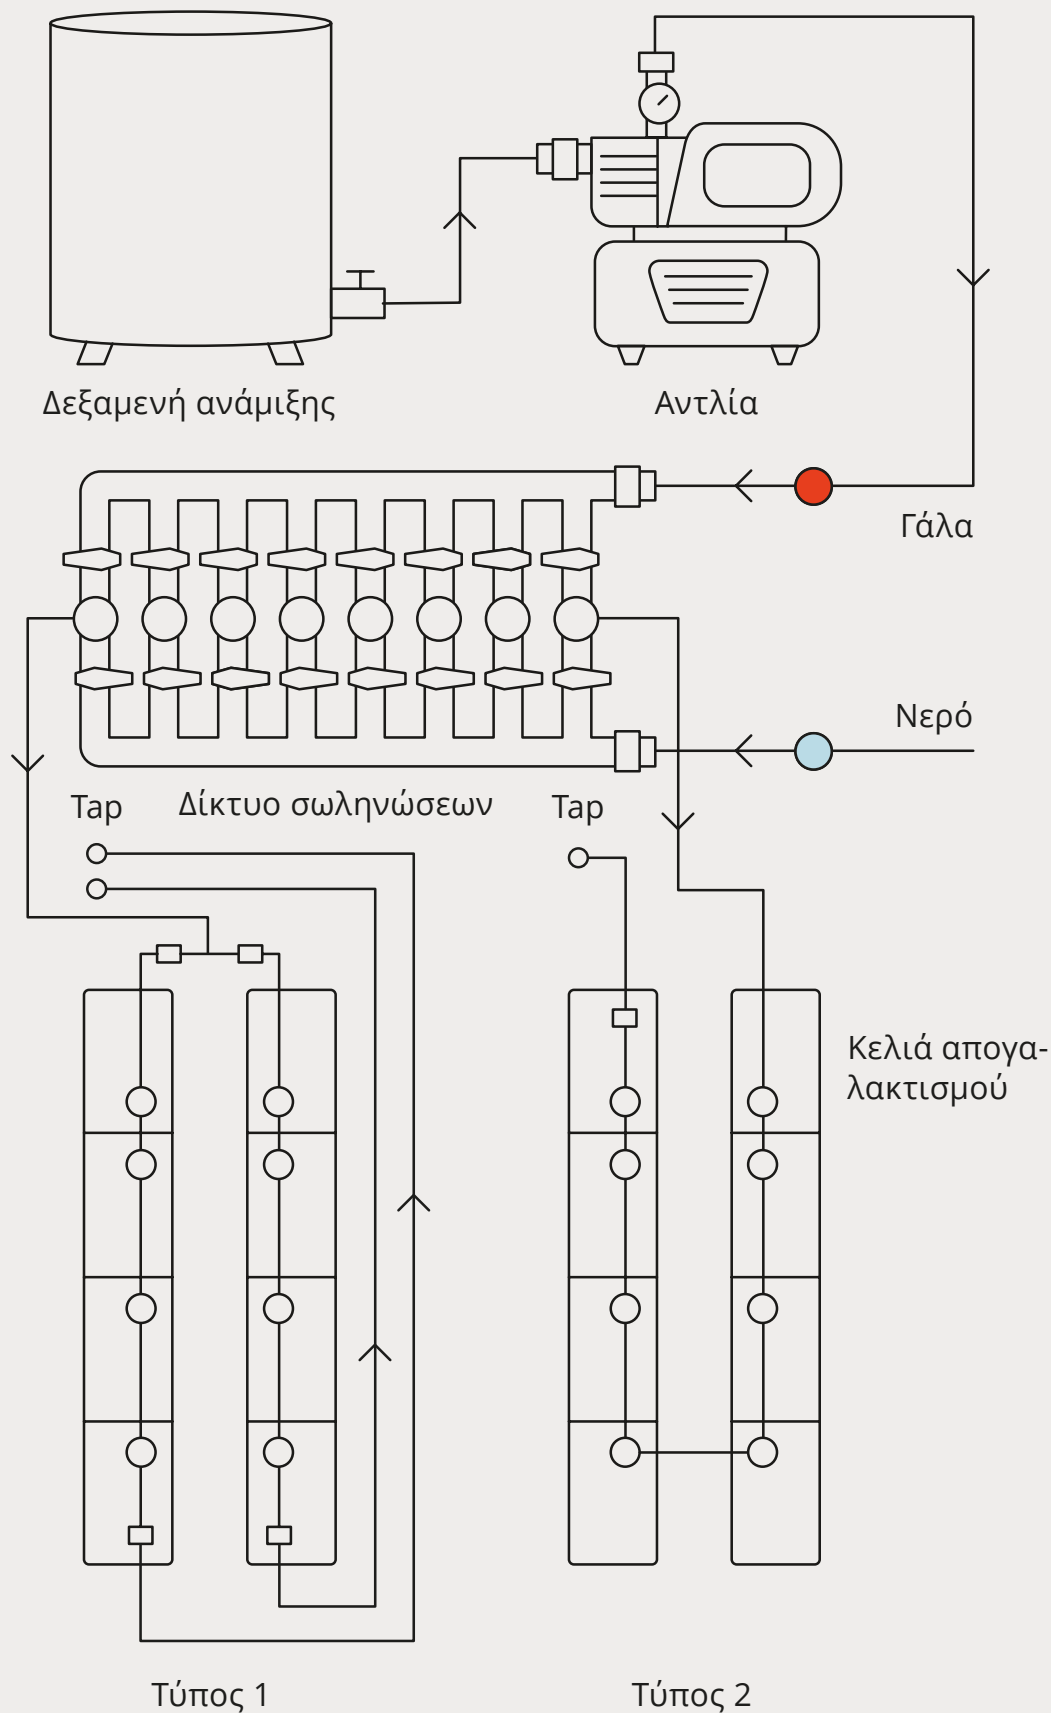 Δεξαμενή ανάμιξης
Αντλία
Γάλα
Νερό
Tap
Δίκτυο σωληνώσεων
Tap
Κελιά απογα-
λακτισμού
Τύπος 1
Τύπος 2